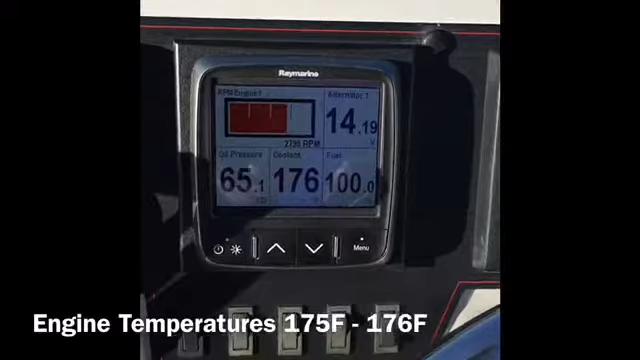 Raymarine
RPM Engine 1
Alternator 1
14.19
V
2736 RPM
Oil Pressure
Coolant
Fuel
65.1
176
100.0
Menu
Engine Temperatures 175F - 176F